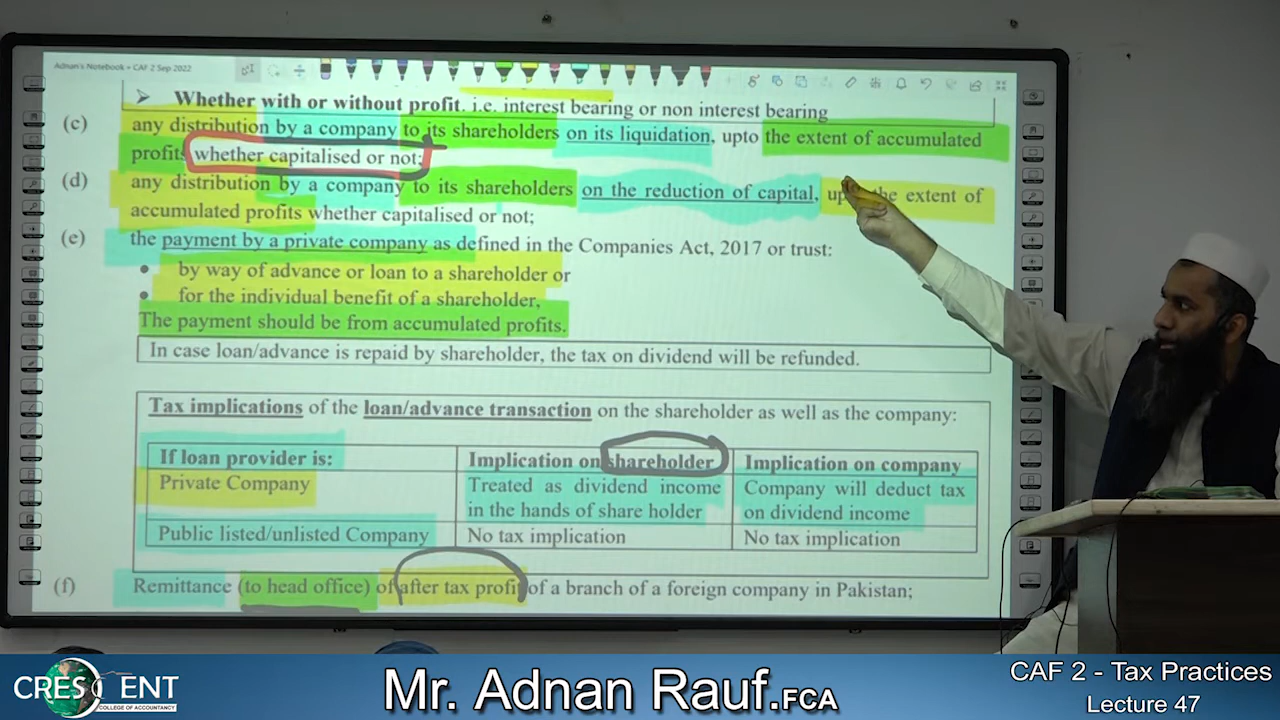 Adnan's Notebook » CAF 2 Sep 2022
➤ Whether with or without profit. i.e. interest bearing or non interest bearing
(c) any distribution by a company to its shareholders on its liquidation, upto the extent of accumulated
profits whether capitalised or not;
(d) any distribution by a company to its shareholders on the reduction of capital, upto the extent of
accumulated profits whether capitalised or not;
(e) the payment by a private company as defined in the Companies Act, 2017 or trust:
• by way of advance or loan to a shareholder or
• for the individual benefit of a shareholder,
The payment should be from accumulated profits.
In case loan/advance is repaid by shareholder, the tax on dividend will be refunded.
Tax implications of the loan/advance transaction on the shareholder as well as the company:
If loan provider is: Implication on shareholder Implication on company
Private Company Treated as dividend income Company will deduct tax
in the hands of share holder on dividend income
Public listed/unlisted Company No tax implication No tax implication
(f) Remittance (to head office) of after tax profit of a branch of a foreign company in Pakistan;
CRESCENT
COLLEGE OF ACCOUNTANCY
Mr. Adnan Rauf.FCA
CAF 2 - Tax Practices
Lecture 47